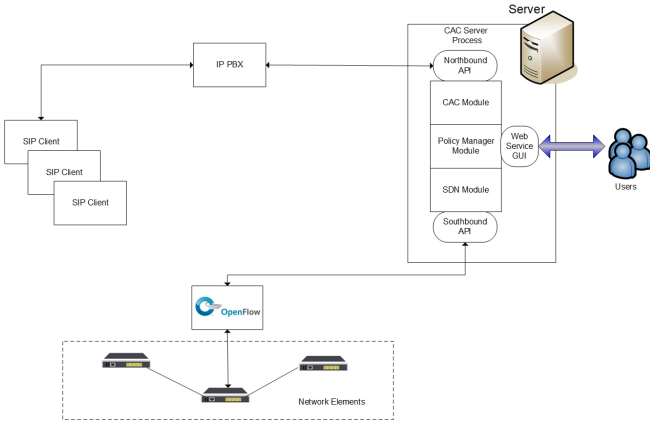 Server
CAC Server
Process
IP PBX
Northbound
API
CAC Module
SIP Client
SIP Client
SIP Client
Policy Manager
Module
Web
Service
GUI
Users
SDN Module
Southbound
API
OpenFlow
Network Elements